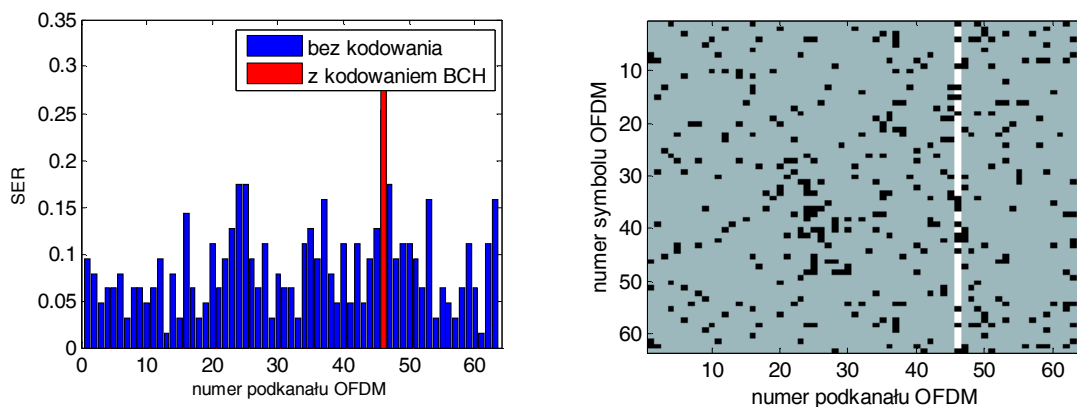 0.35
0.3
0.25
0.2
0.15
0.1
0.05
0
SER
bez kodowania
z kodowaniem BCH
0 10 20 30 40 50 60
numer podkanału OFDM
numer symbolu OFDM
10
20
30
40
50
60
10 20 30 40 50 60
numer podkanału OFDM